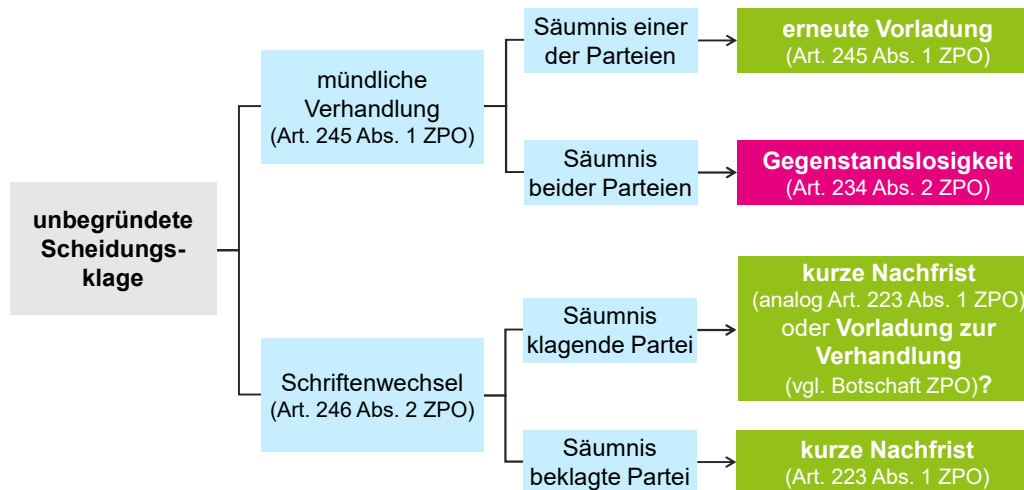 unbegründete
Scheidungs-
klage
mündliche
Verhandlung
(Art. 245 Abs. 1 ZPO)
Säumnis einer
der Parteien
erneute Vorladung
(Art. 245 Abs. 1 ZPO)
Säumnis
beider Parteien
Gegenstandslosigkeit
(Art. 234 Abs. 2 ZPO)
Schriftenwechsel
(Art. 246 Abs. 2 ZPO)
Säumnis
klagende Partei
kurze Nachfrist
(analog Art. 223 Abs. 1 ZPO)
oder Vorladung zur
Verhandlung
(vgl. Botschaft ZPO)?
Säumnis
beklagte Partei
kurze Nachfrist
(Art. 223 Abs. 1 ZPO)